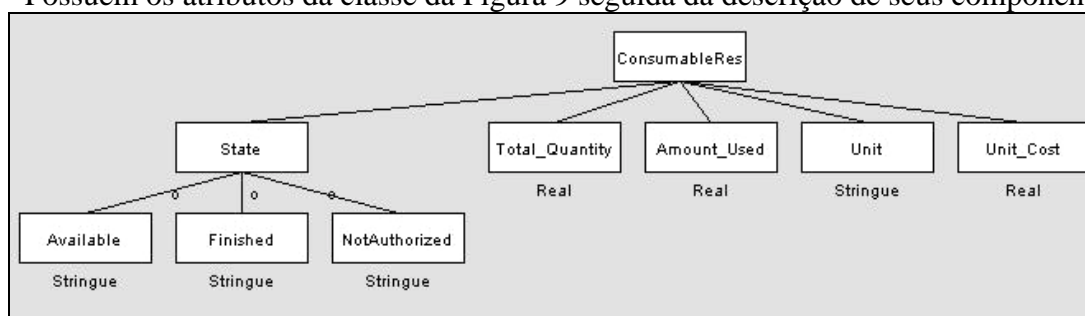 Possuem os atributos da classe da Figura 9 seguida da descrição de seus
ConsumableRes
State
Total_Quantity Amount_Used Unit Unit_Cost
Real Real Stringue Real
o o o
Available Finished NotAuthorized
Stringue Stringue Stringue